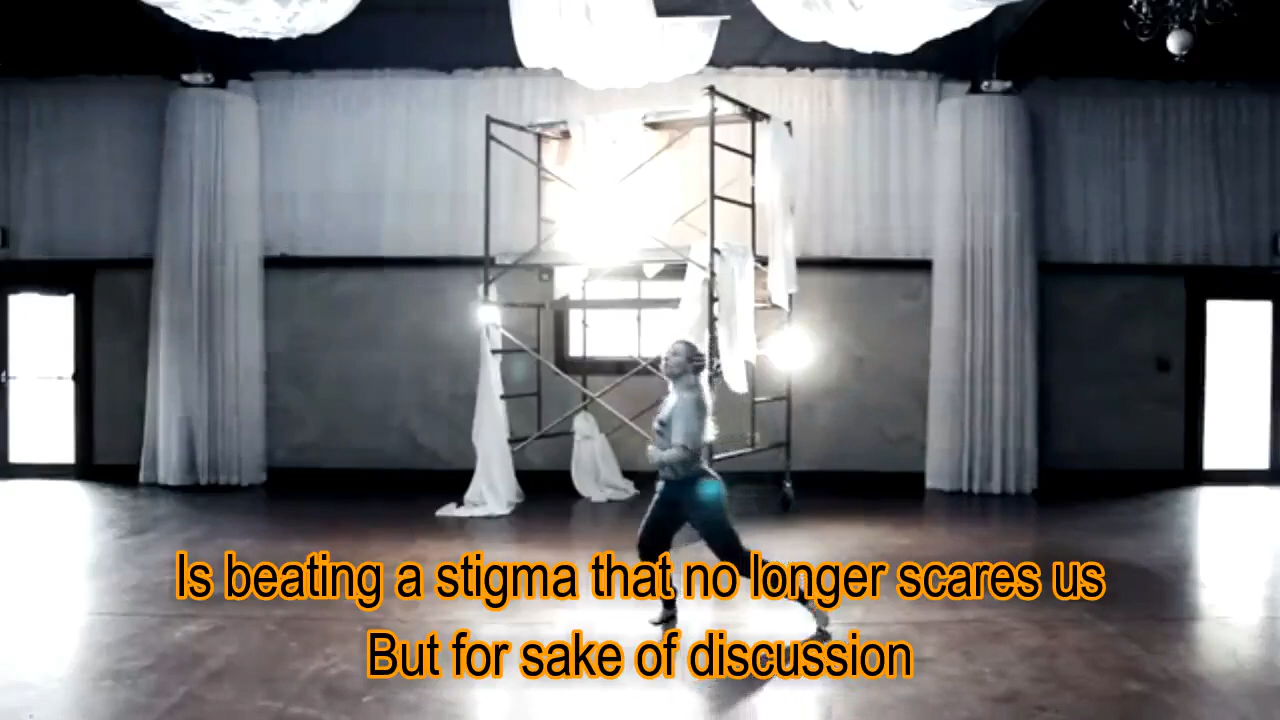 Is beating a stigma that no longer scares us
But for sake of discussion